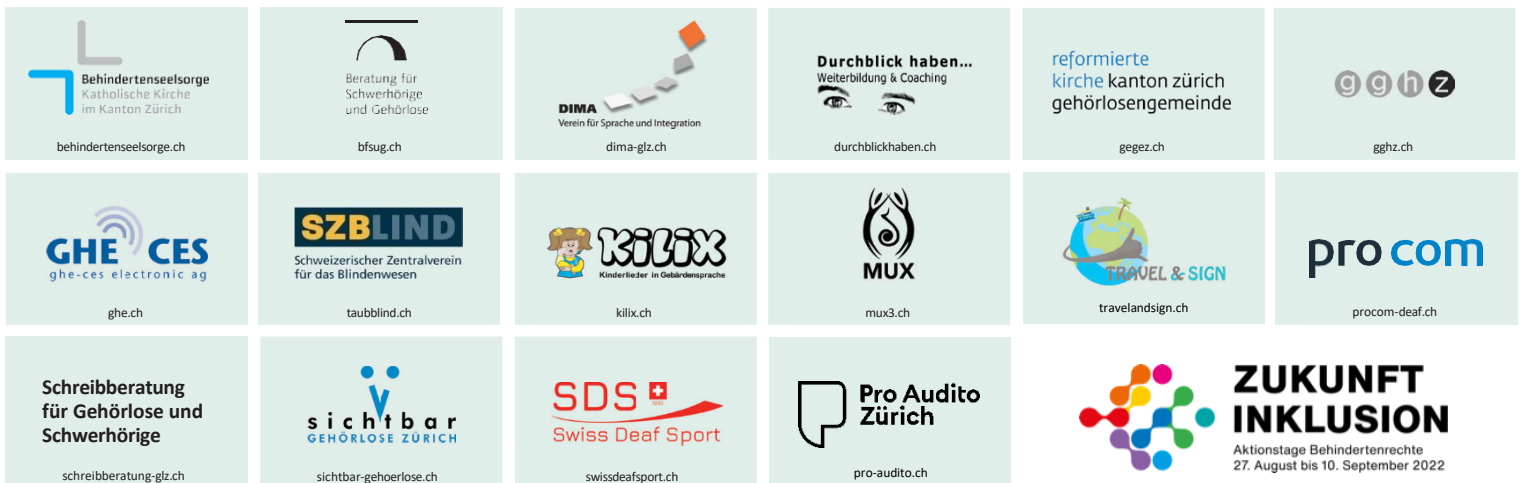 Behindertenseelsorge
Katholische Kirche
im Kanton Zürich
behindertenseelsorge.ch
Beratung für
Schwerhörige
und Gehörlose
bfsug.ch
DIMA
Verein für Sprache und Integration
dima-glz.ch
Durchblick haben...
Weiterbildung & Coaching
durchblickhaben.ch
reformierte
kirche kanton zürich
gehörlosengemeinde
gegez.ch
gghz
gghz.ch
GHE CES
ghe-ces electronic ag
ghe.ch
SZBLIND
Schweizerischer Zentralverein
für das Blindenwesen
taubblind.ch
KiLiX
Kinderlieder in Gebärdensprache
kilix.ch
MUX
mux3.ch
TRAVEL & SIGN
travelandsign.ch
procom
procom-deaf.ch
Schreibberatung
für Gehörlose und
Schwerhörige
schreibberatung-glz.ch
sichtbar
GEHÖRLOSE ZÜRICH
sichtbar-gehoerlose.ch
SDS
Swiss Deaf Sport
swissdeafsport.ch
Pro Audito
Zürich
pro-audito.ch
ZUKUNFT
INKLUSION
Aktionstage Behindertenrechte
27. August bis 10. September 2022